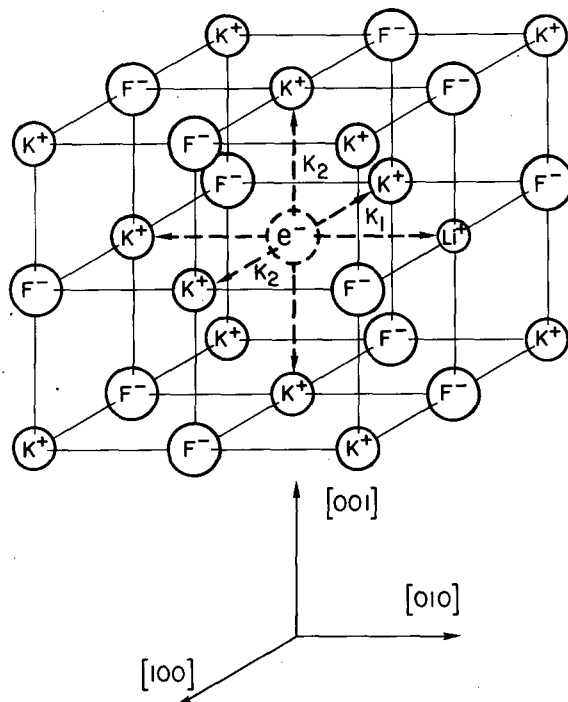 K+ F- K+
F- K+ F-
K+ F- K+
F- K+ F-
K2
K+ e- K1 Li+
K2
F- K+ F-
K+ F- K+
F- K+ F-
K+ F- K+
[001]
[010]
[100]